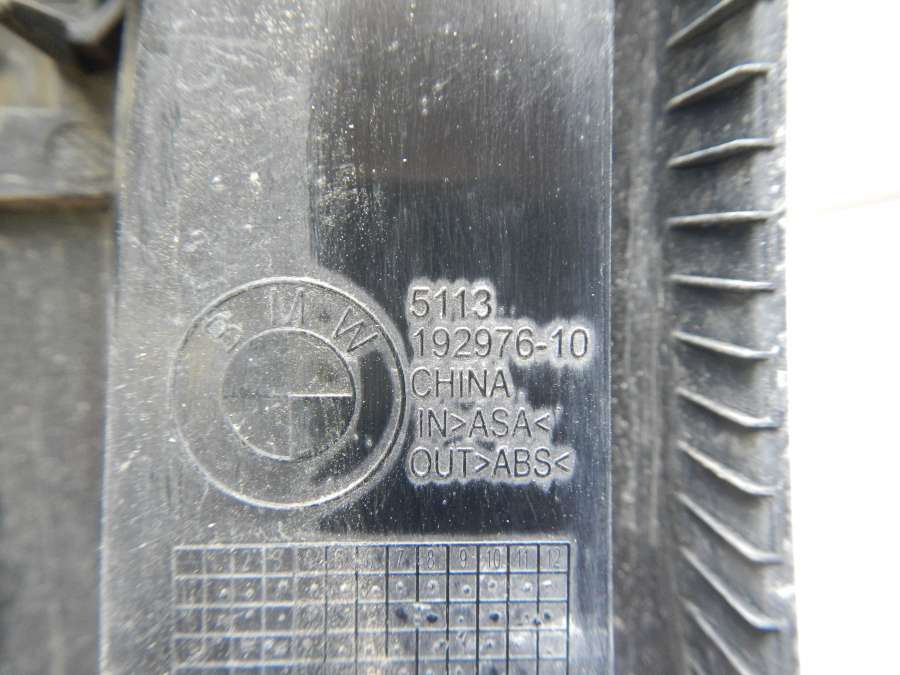 BMW
5113
192976-10
CHINA
IN>ASA<
OUT>ABS<
1 2 3 4 5 6 7 8 9 10 11 12